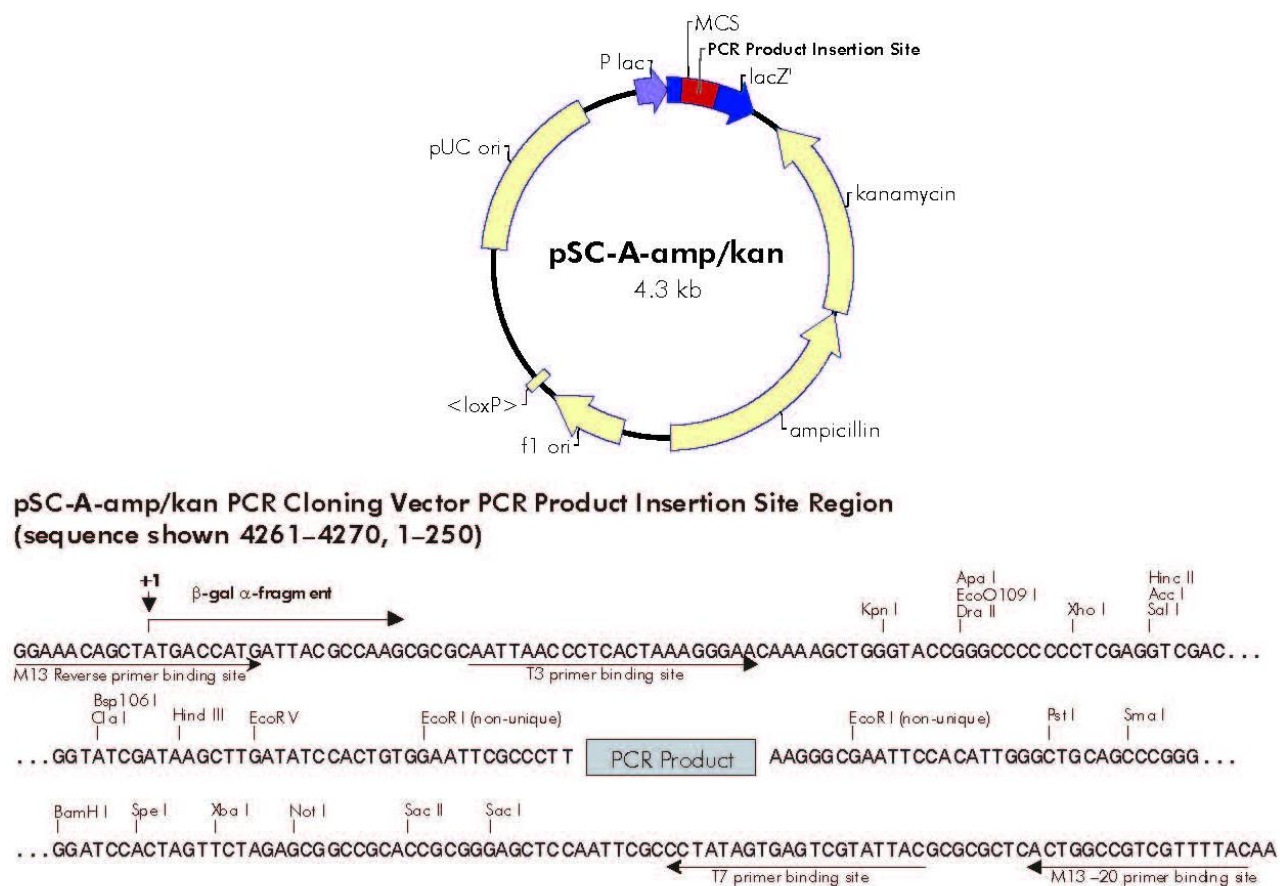 MCS
PCR Product Insertion Site
P lac
lacZ'
pUC ori
kanamycin
pSC-A-amp/kan
4.3 kb
<loxP>
f1 ori
ampicillin
pSC-A-amp/kan PCR Cloning Vector PCR Product Insertion Site Region
(sequence shown 4261–4270, 1–250)
+1
β-gal α-fragment
Apa I
EcoO109 I
Dra II
Kpn I
Xho I
Hinc II
Acc I
Sal I
GGAAACAGCTATGACCATGATTACGCCAAGCGCGCAATTAACCCTCACTAAAGGGAACAAAAGCTGGGTACCGGGCCCCCCCTCGAGGTCGAC...
M13 Reverse primer binding site
T3 primer binding site
Bsp106 I
Cla I
Hind III
EcoR V
EcoR I (non-unique)
EcoR I (non-unique)
Pst I
Sma I
...GGTATCGATAAGCTTGATATCCACTGTGGAATTCGCCCTT PCR Product AAGGGCGAATTCCACATTGGGCTGCAGCCCGGG...
BamH I
Spe I
Xba I
Not I
Sac II
Sac I
...GGATCCACTAGTTCTAGAGCGGCCGCACCGCGGGAGCTCCAATTCGCCCTATAGTGAGTCGTATTACGCGCGCTCACTGGCCGTCGTTTTACAA
T7 primer binding site
M13 –20 primer binding site